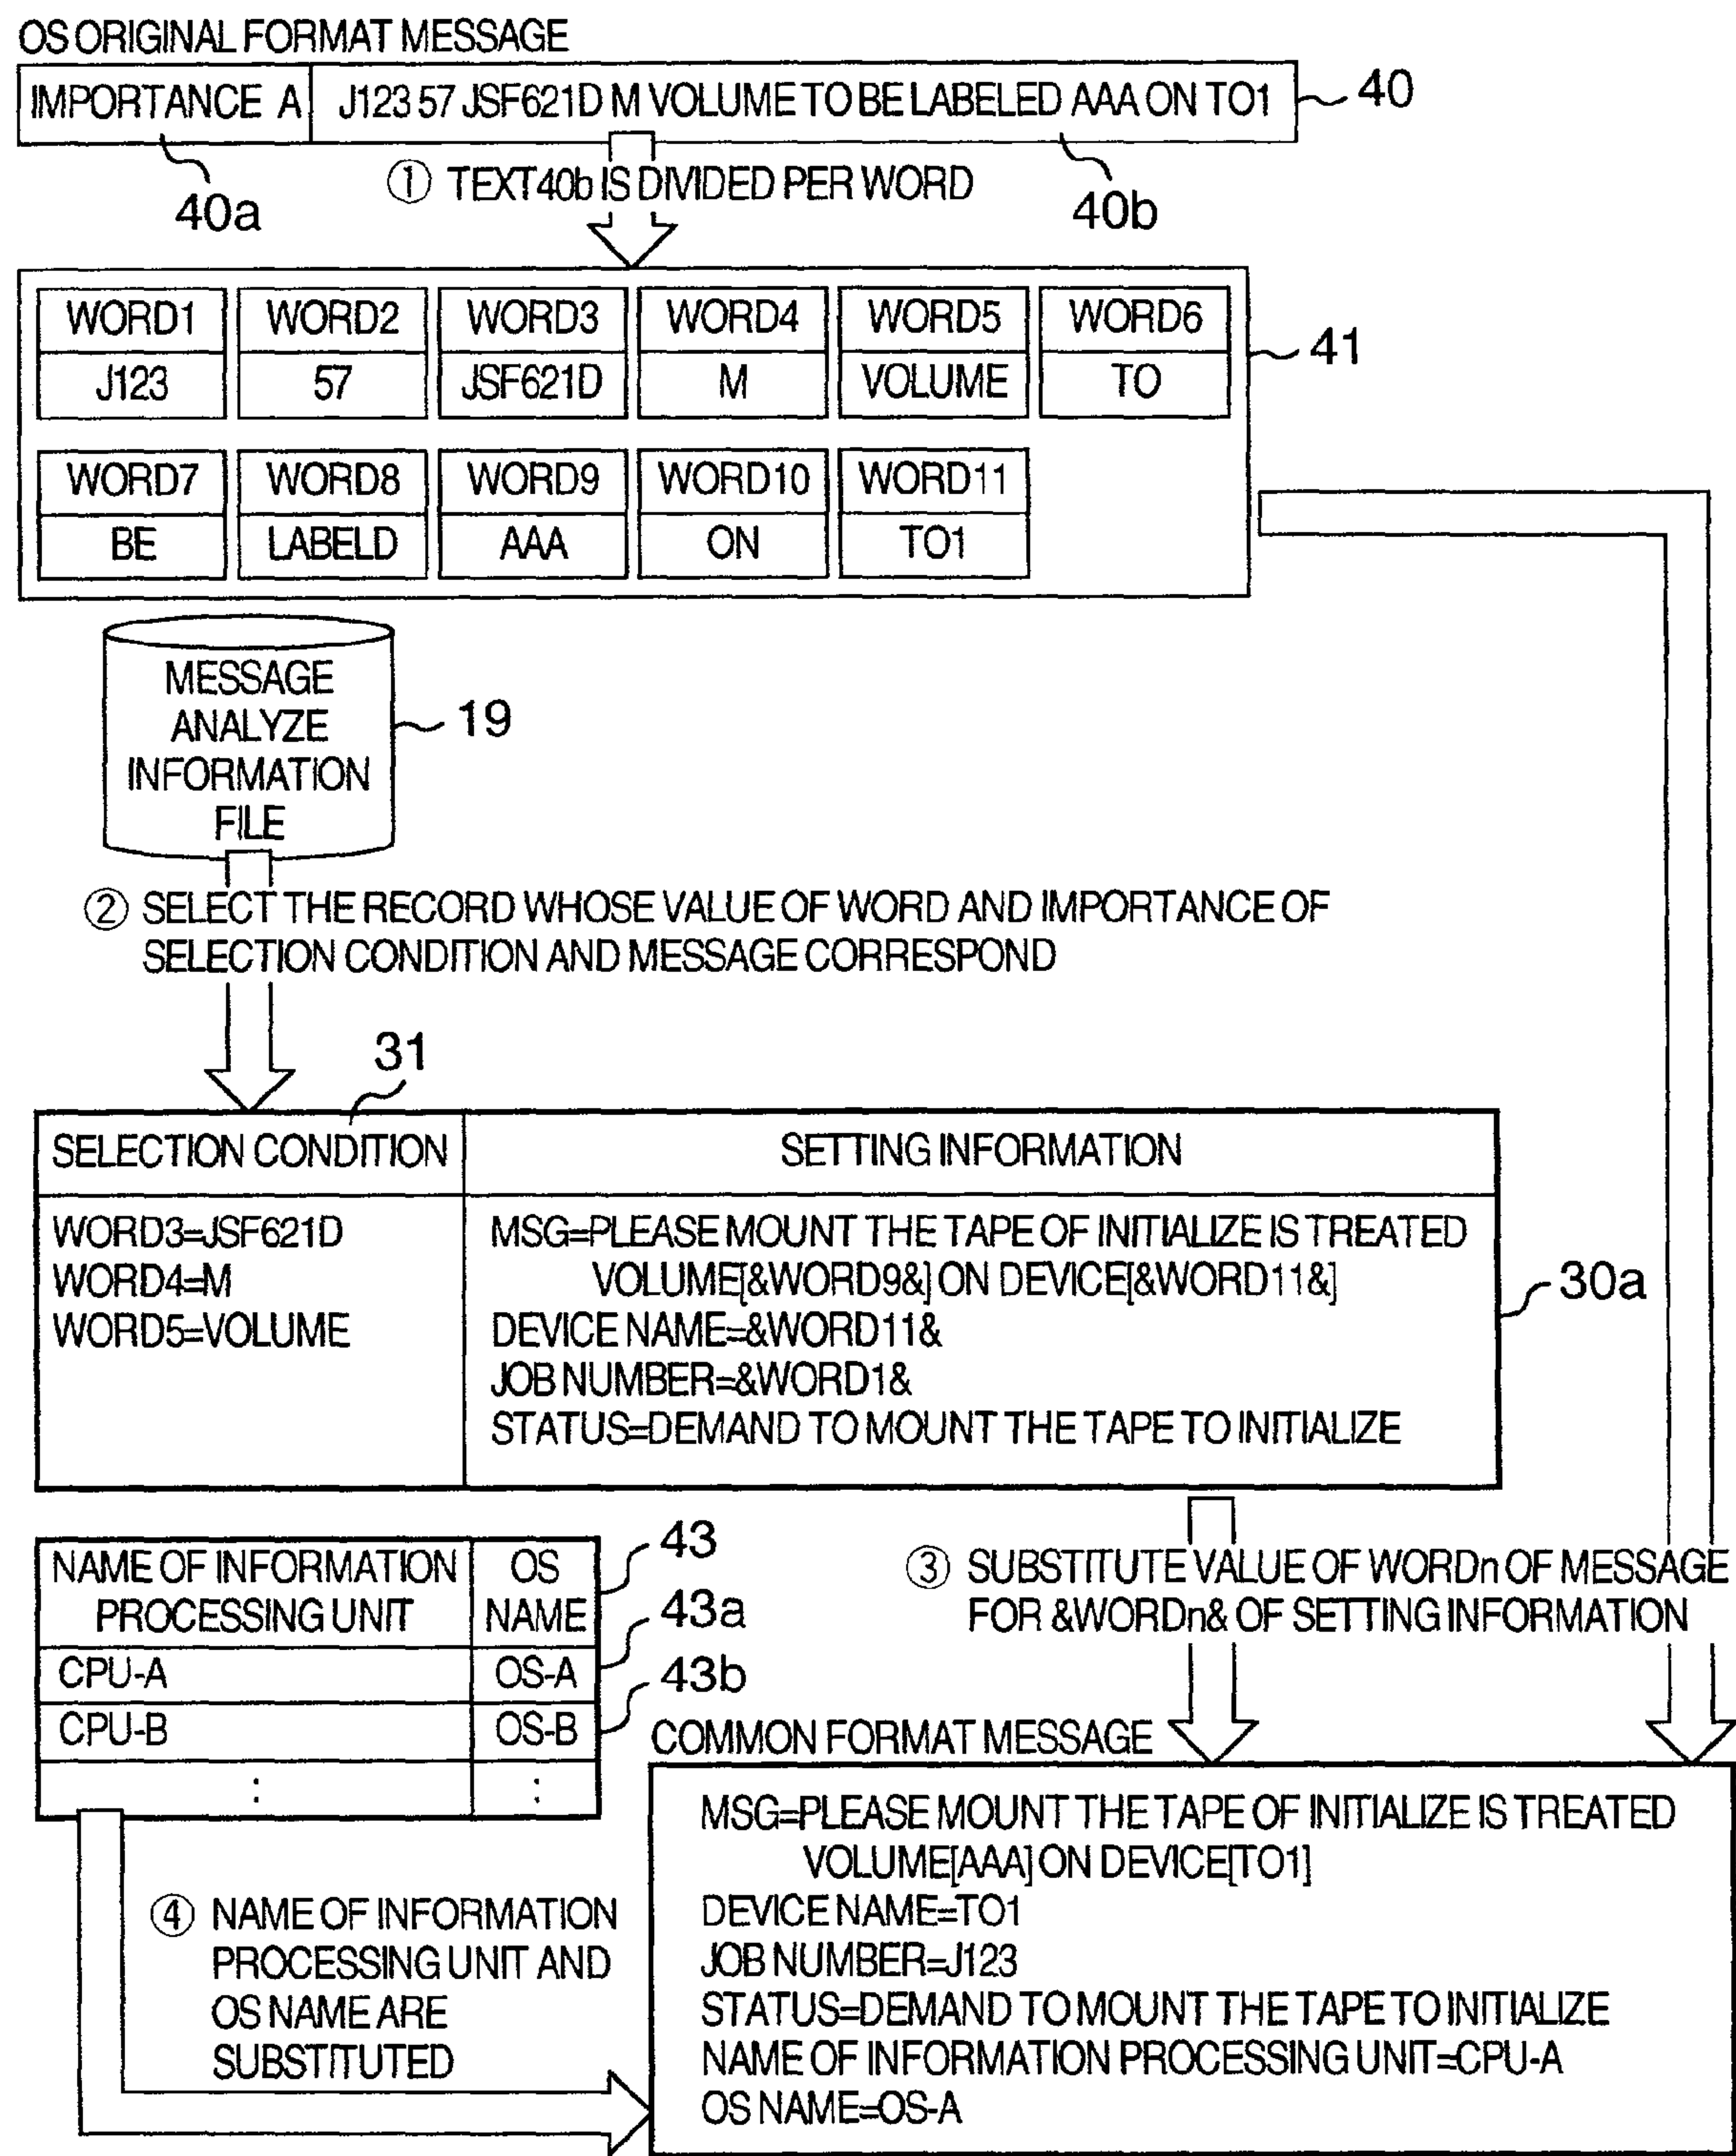 OS ORIGINAL FORMAT MESSAGE
IMPORTANCE A J123 57 JSF621D M VOLUME TO BE LABELED AAA ON TO1 40
① TEXT40b IS DIVIDED PER WORD
40a 40b
WORD1 WORD2 WORD3 WORD4 WORD5 WORD6
J123 57 JSF621D M VOLUME TO
41
WORD7 WORD8 WORD9 WORD10 WORD11
BE LABELD AAA ON TO1
MESSAGE
ANALYZE
INFORMATION
FILE
19
② SELECT THE RECORD WHOSE VALUE OF WORD AND IMPORTANCE OF
SELECTION CONDITION AND MESSAGE CORRESPOND
31
SELECTION CONDITION SETTING INFORMATION
WORD3=JSF621D
WORD4=M
WORD5=VOLUME
MSG=PLEASE MOUNT THE TAPE OF INITIALIZE IS TREATED
VOLUME[&WORD9&] ON DEVICE[&WORD11&]
DEVICE NAME=&WORD11&
JOB NUMBER=&WORD1&
STATUS=DEMAND TO MOUNT THE TAPE TO INITIALIZE
30a
NAME OF INFORMATION
PROCESSING UNIT
OS
NAME
43
43a
CPU-A OS-A
43b
CPU-B OS-B
: :
③ SUBSTITUTE VALUE OF WORDn OF MESSAGE
FOR &WORDn& OF SETTING INFORMATION
COMMON FORMAT MESSAGE
MSG=PLEASE MOUNT THE TAPE OF INITIALIZE IS TREATED
VOLUME[AAA] ON DEVICE[TO1]
DEVICE NAME=TO1
JOB NUMBER=J123
STATUS=DEMAND TO MOUNT THE TAPE TO INITIALIZE
NAME OF INFORMATION PROCESSING UNIT=CPU-A
OS NAME=OS-A
④ NAME OF INFORMATION
PROCESSING UNIT AND
OS NAME ARE
SUBSTITUTED